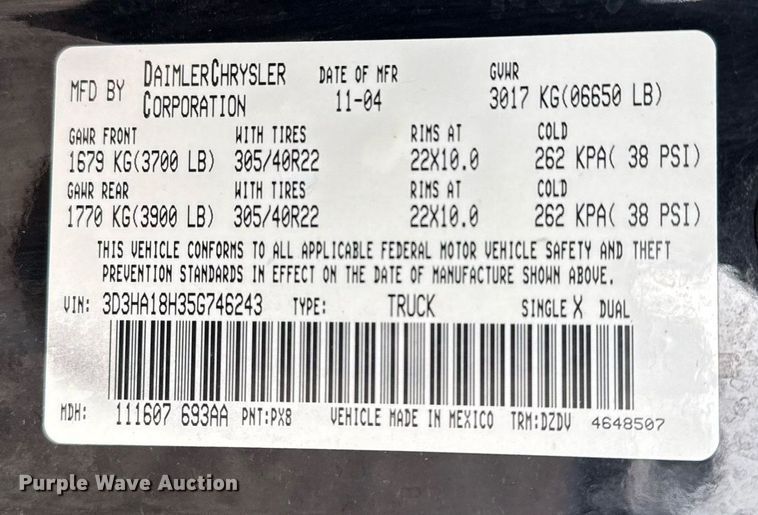 MFD BY DAIMLERCHRYSLER CORPORATION DATE OF MFR 11-04 GVWR 3017 KG(06650 LB)
GAWR FRONT WITH TIRES RIMS AT COLD
1679 KG(3700 LB) 305/40R22 22X10.0 262 KPA( 38 PSI)
GAWR REAR WITH TIRES RIMS AT COLD
1770 KG(3900 LB) 305/40R22 22X10.0 262 KPA( 38 PSI)
THIS VEHICLE CONFORMS TO ALL APPLICABLE FEDERAL MOTOR VEHICLE SAFETY AND THEFT
PREVENTION STANDARDS IN EFFECT ON THE DATE OF MANUFACTURE SHOWN ABOVE.
VIN: 3D3HA18H35G746243 TYPE: TRUCK SINGLE X DUAL
MDH: 111607 693AA PNT:PX8 VEHICLE MADE IN MEXICO TRM:DZDV 4648507
Purple Wave Auction